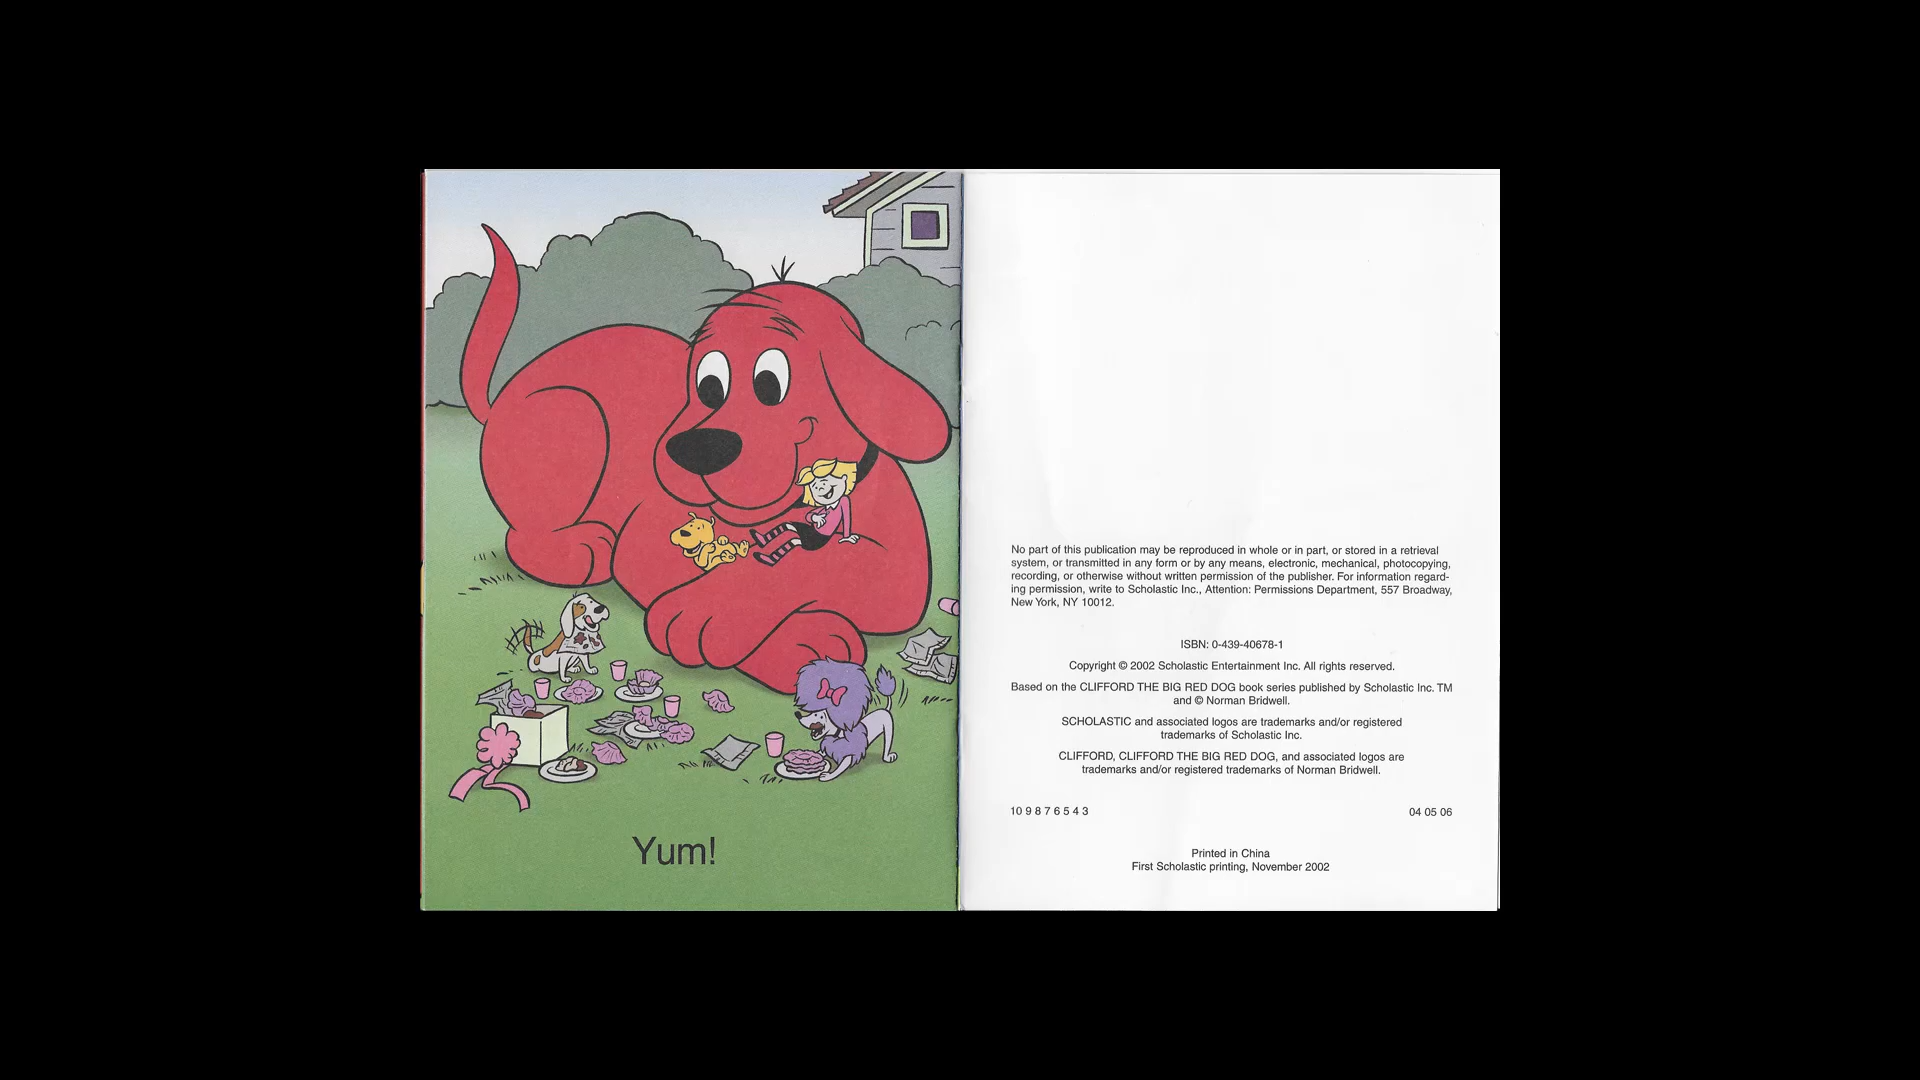 Yum!
No part of this publication may be reproduced in whole or in part, or stored in a retrieval
system, or transmitted in any form or by any means, electronic, mechanical, photocopying,
recording, or otherwise without written permission of the publisher. For information regard-
ing permission, write to Scholastic Inc., Attention: Permissions Department, 557 Broadway,
New York, NY 10012.
ISBN: 0-439-40678-1
Copyright © 2002 Scholastic Entertainment Inc. All rights reserved.
Based on the CLIFFORD THE BIG RED DOG book series published by Scholastic Inc. TM
and © Norman Bridwell.
SCHOLASTIC and associated logos are trademarks and/or registered
trademarks of Scholastic Inc.
CLIFFORD, CLIFFORD THE BIG RED DOG, and associated logos are
trademarks and/or registered trademarks of Norman Bridwell.
10 9 8 7 6 5 4 3 04 05 06
Printed in China
First Scholastic printing, November 2002